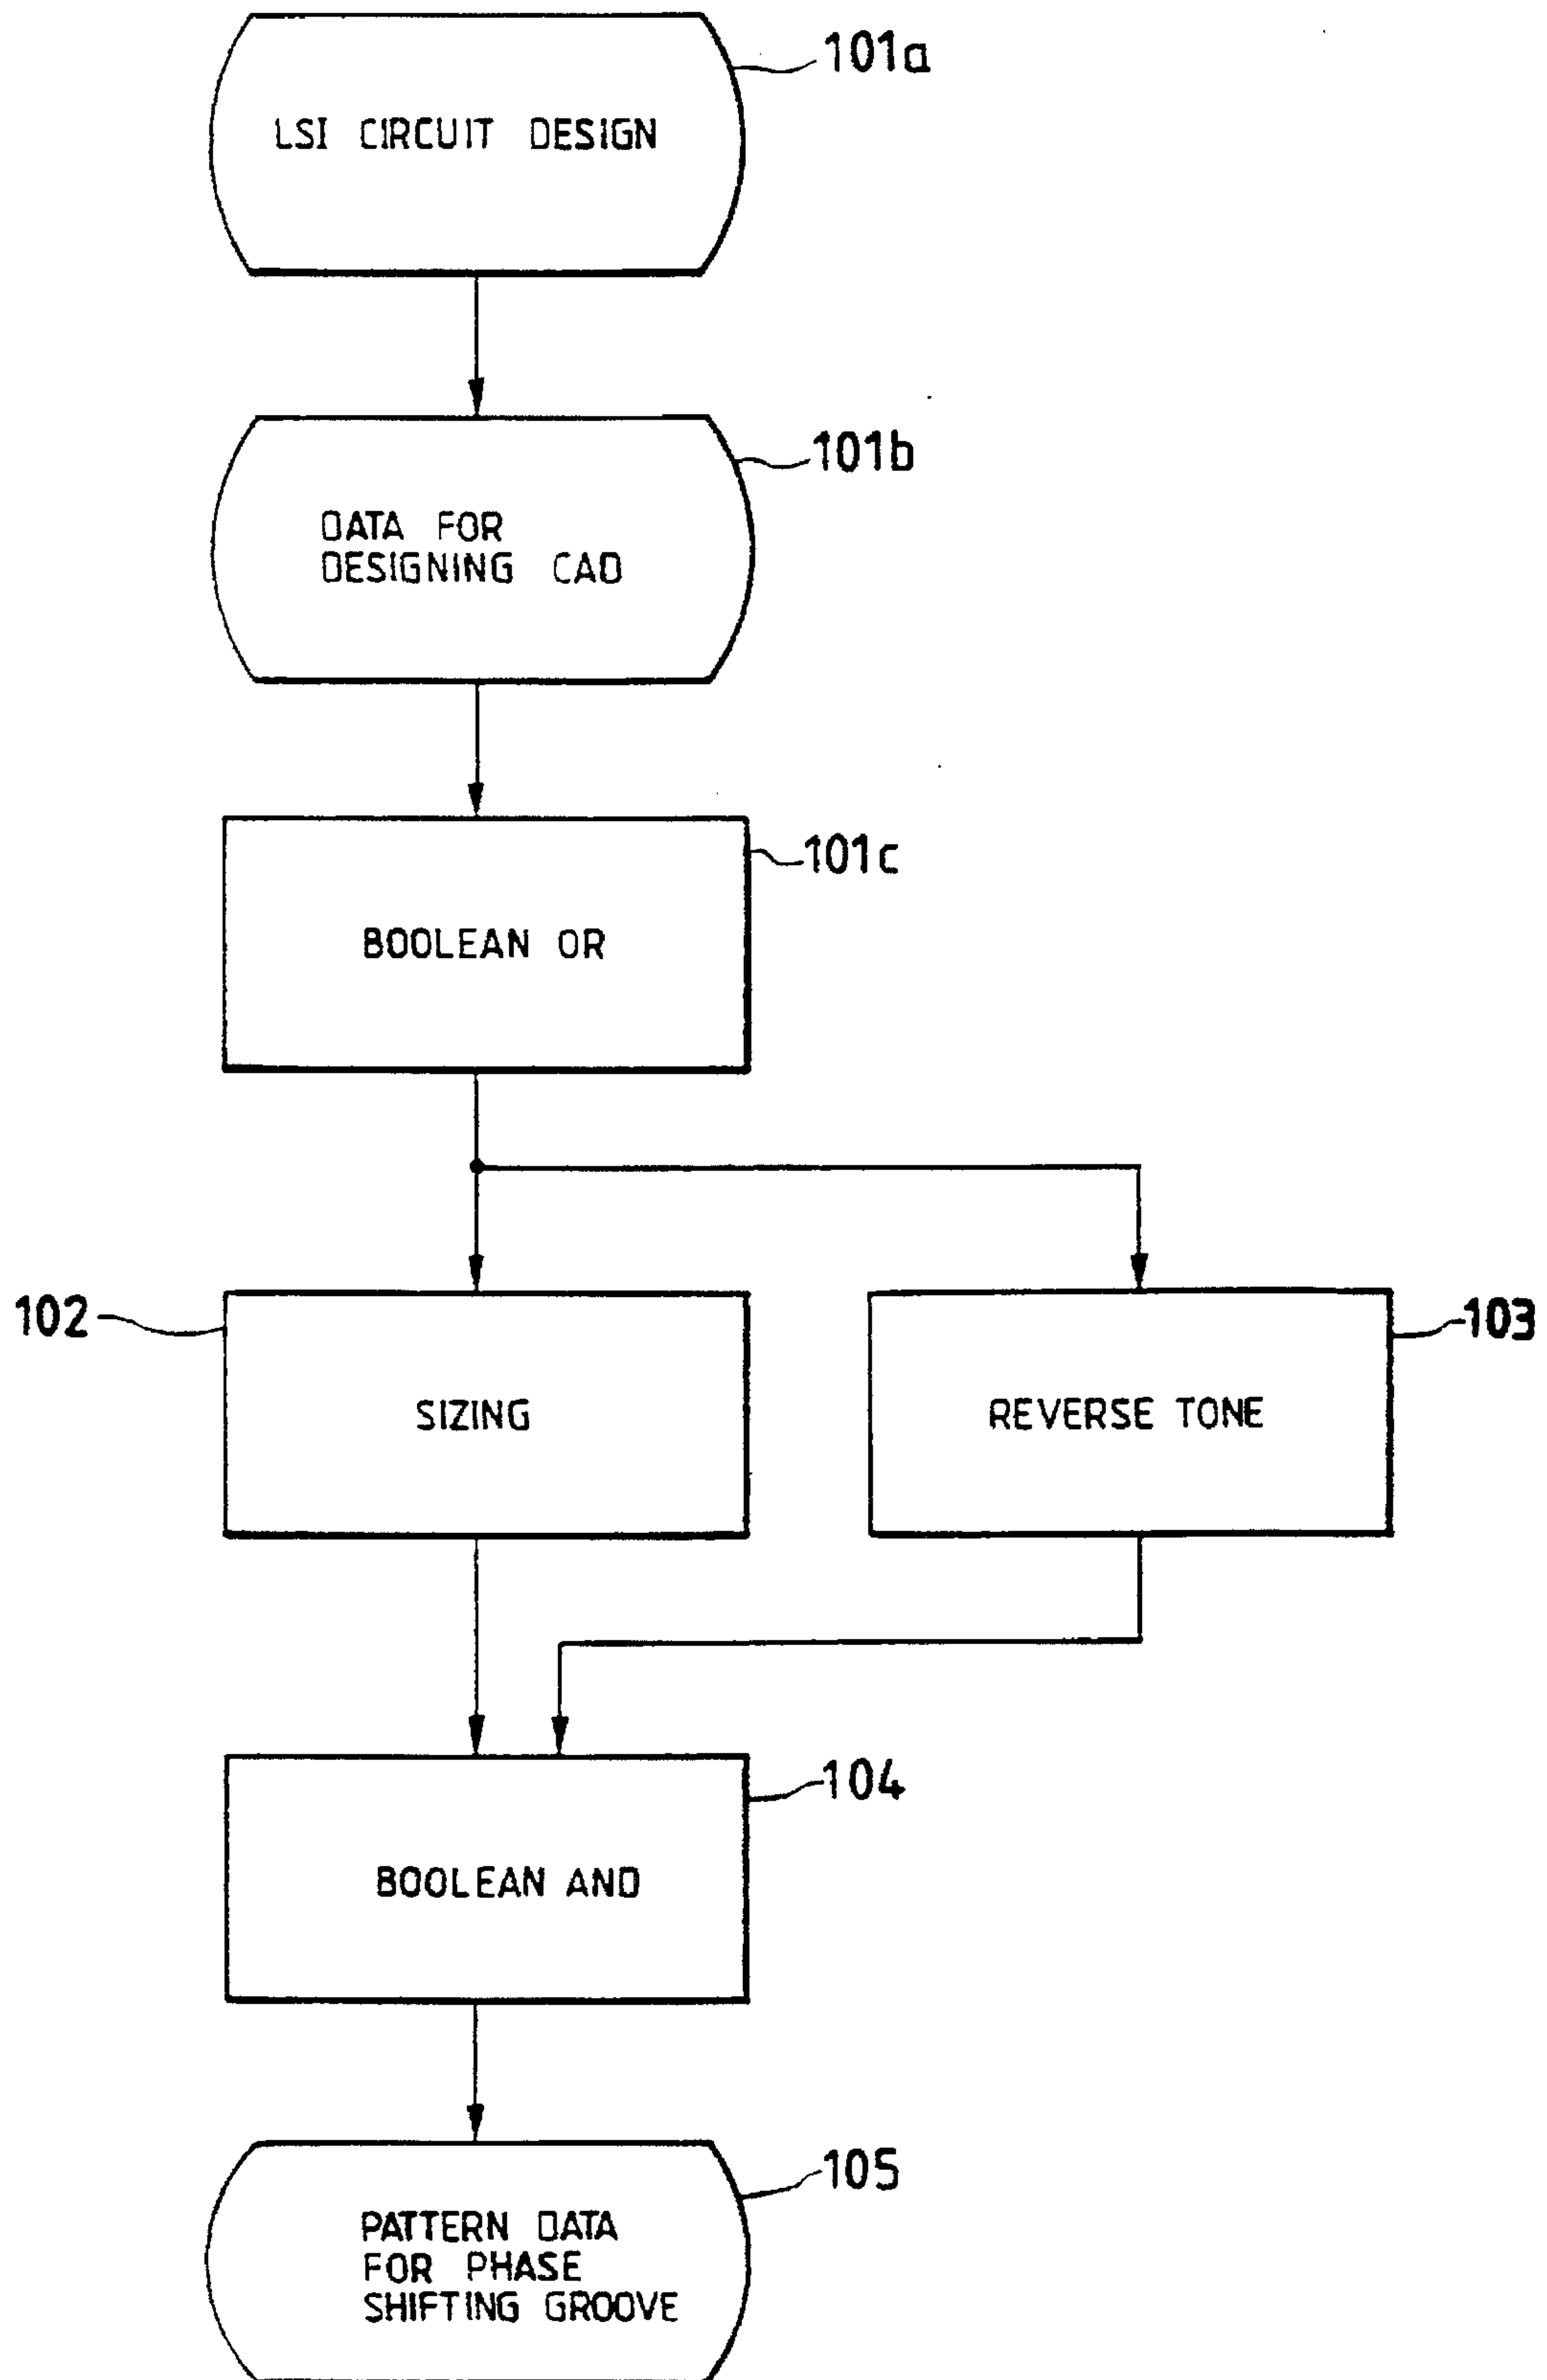 101a
LSI CIRCUIT DESIGN
101b
DATA FOR
DESIGNING CAD
101c
BOOLEAN OR
102
103
SIZING
REVERSE TONE
104
BOOLEAN AND
105
PATTERN DATA
FOR PHASE
SHIFTING GROOVE